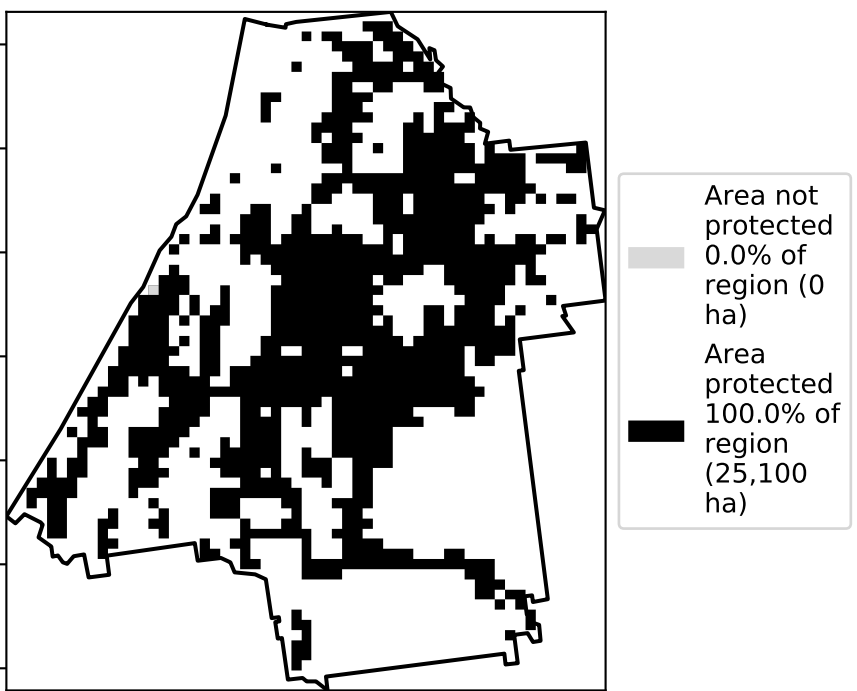 Area not
protected
0.0% of
region (0
ha)
Area
protected
100.0% of
region
(25,100
ha)